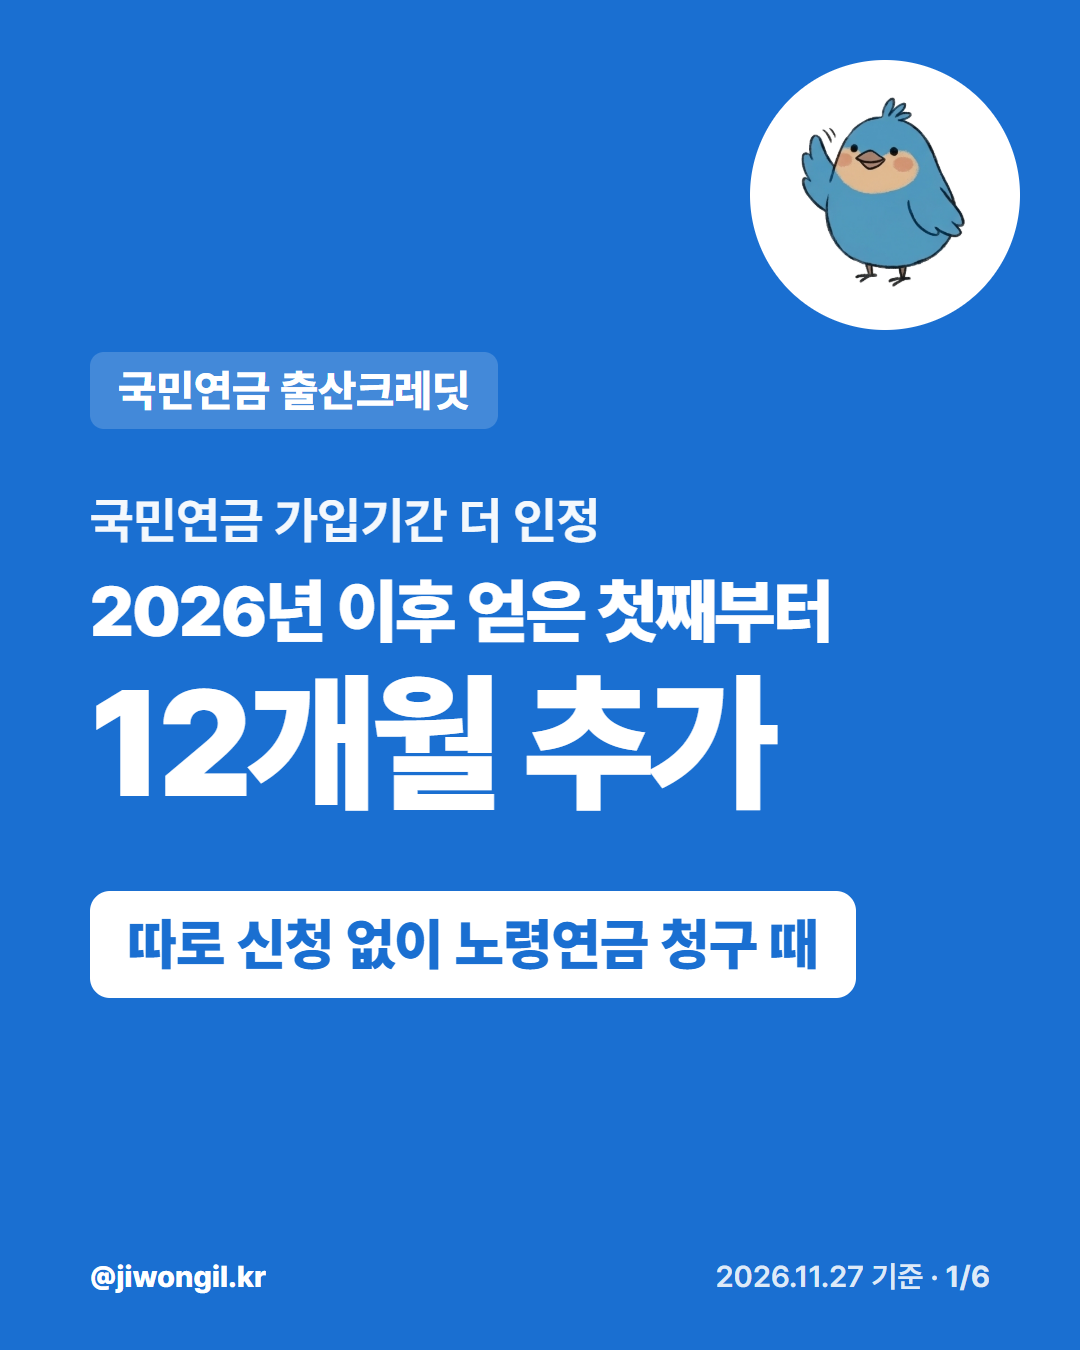 국민연금 출산크레딧
국민연금 가입기간 더 인정
2026년 이후 얻은 첫째부터
12개월 추가
따로 신청 없이 노령연금 청구 때
@jiwongil.kr
2026.11.27 기준 · 1/6